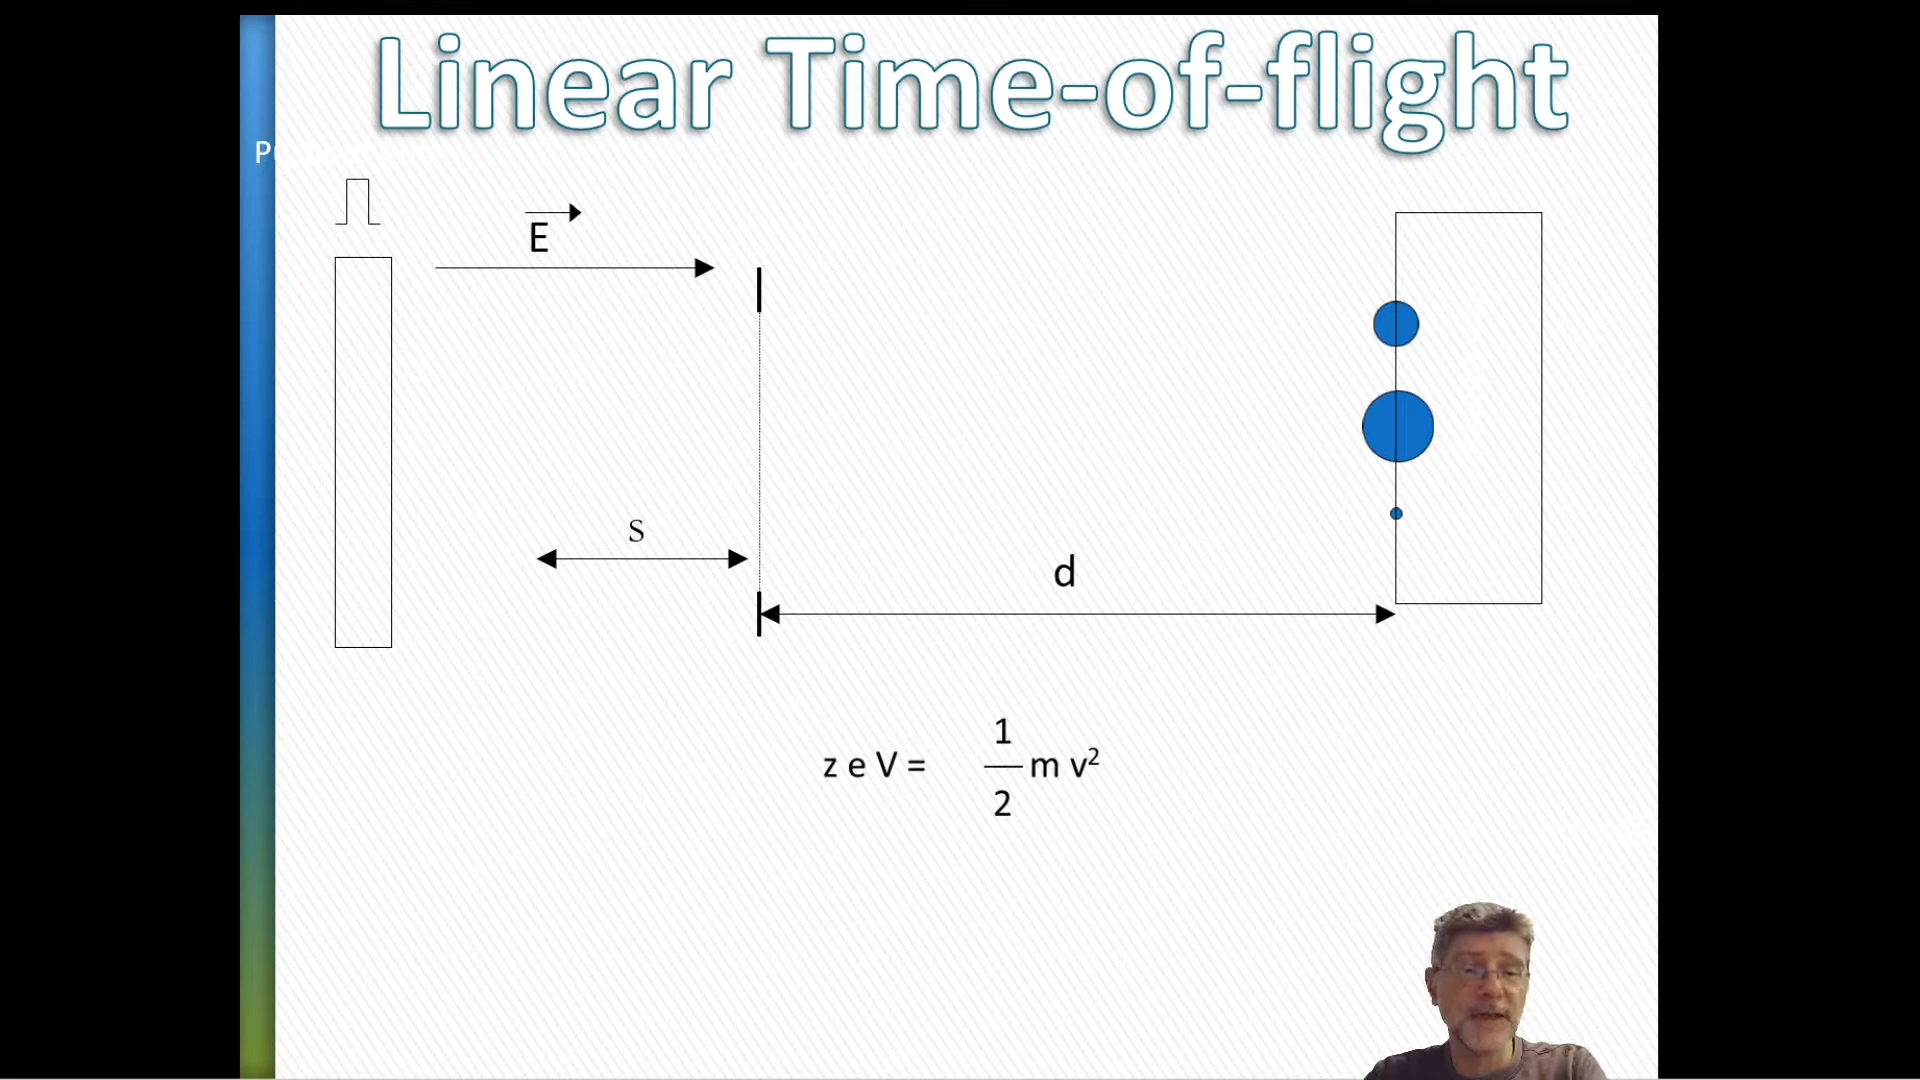 Linear Time-of-flight
E
S
d
z e V = 1/2 m v²